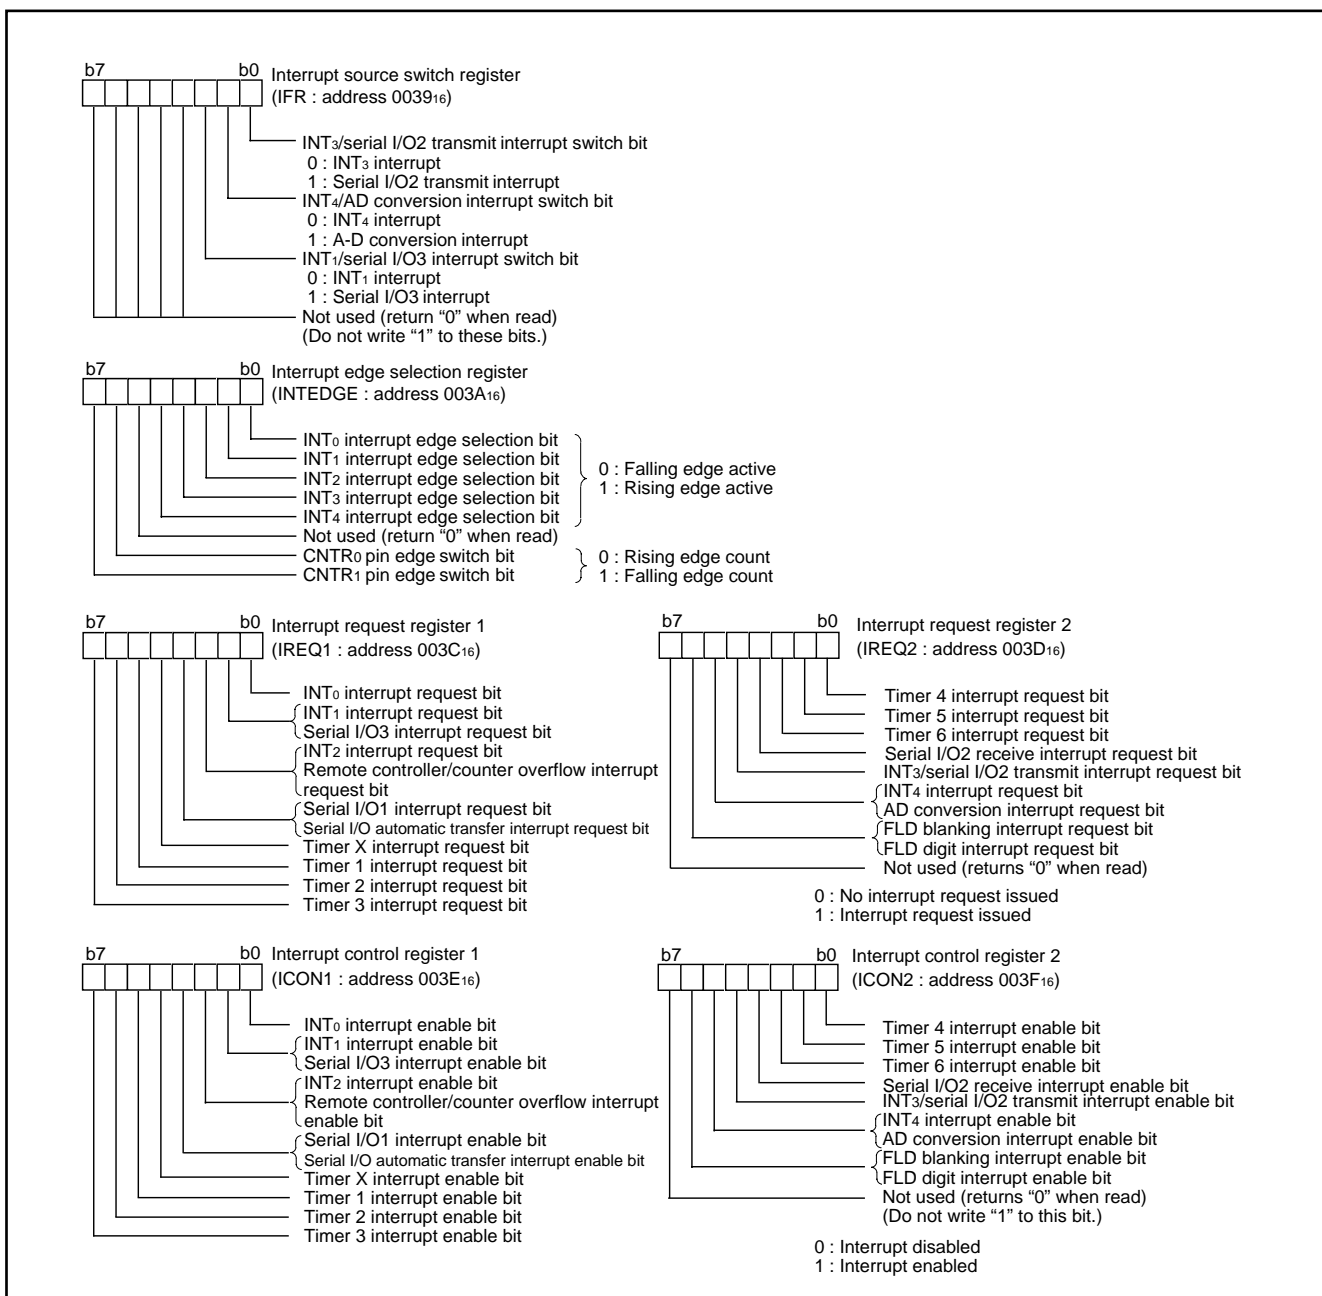 b7 b0 Interrupt source switch register
(IFR : address 0039₁₆)
INT₃/serial I/O2 transmit interrupt switch bit
0 : INT₃ interrupt
1 : Serial I/O2 transmit interrupt
INT₄/AD conversion interrupt switch bit
0 : INT₄ interrupt
1 : A-D conversion interrupt
INT₁/serial I/O3 interrupt switch bit
0 : INT₁ interrupt
1 : Serial I/O3 interrupt
Not used (return “0” when read)
(Do not write “1” to these bits.)
b7 b0 Interrupt edge selection register
(INTEDGE : address 003A₁₆)
INT₀ interrupt edge selection bit
INT₁ interrupt edge selection bit
INT₂ interrupt edge selection bit
INT₃ interrupt edge selection bit
INT₄ interrupt edge selection bit
0 : Falling edge active
1 : Rising edge active
Not used (return “0” when read)
CNTR₀ pin edge switch bit
CNTR₁ pin edge switch bit
0 : Rising edge count
1 : Falling edge count
b7 b0 Interrupt request register 1
(IREQ1 : address 003C₁₆)
INT₀ interrupt request bit
INT₁ interrupt request bit
Serial I/O3 interrupt request bit
INT₂ interrupt request bit
Remote controller/counter overflow interrupt
request bit
Serial I/O1 interrupt request bit
Serial I/O automatic transfer interrupt request bit
Timer X interrupt request bit
Timer 1 interrupt request bit
Timer 2 interrupt request bit
Timer 3 interrupt request bit
b7 b0 Interrupt request register 2
(IREQ2 : address 003D₁₆)
Timer 4 interrupt request bit
Timer 5 interrupt request bit
Timer 6 interrupt request bit
Serial I/O2 receive interrupt request bit
INT₃/serial I/O2 transmit interrupt request bit
INT₄ interrupt request bit
AD conversion interrupt request bit
FLD blanking interrupt request bit
FLD digit interrupt request bit
Not used (returns “0” when read)
0 : No interrupt request issued
1 : Interrupt request issued
b7 b0 Interrupt control register 1
(ICON1 : address 003E₁₆)
INT₀ interrupt enable bit
INT₁ interrupt enable bit
Serial I/O3 interrupt enable bit
INT₂ interrupt enable bit
Remote controller/counter overflow interrupt
enable bit
Serial I/O1 interrupt enable bit
Serial I/O automatic transfer interrupt enable bit
Timer X interrupt enable bit
Timer 1 interrupt enable bit
Timer 2 interrupt enable bit
Timer 3 interrupt enable bit
b7 b0 Interrupt control register 2
(ICON2 : address 003F₁₆)
Timer 4 interrupt enable bit
Timer 5 interrupt enable bit
Timer 6 interrupt enable bit
Serial I/O2 receive interrupt enable bit
INT₃/serial I/O2 transmit interrupt enable bit
INT₄ interrupt enable bit
AD conversion interrupt enable bit
FLD blanking interrupt enable bit
FLD digit interrupt enable bit
Not used (returns “0” when read)
(Do not write “1” to this bit.)
0 : Interrupt disabled
1 : Interrupt enabled